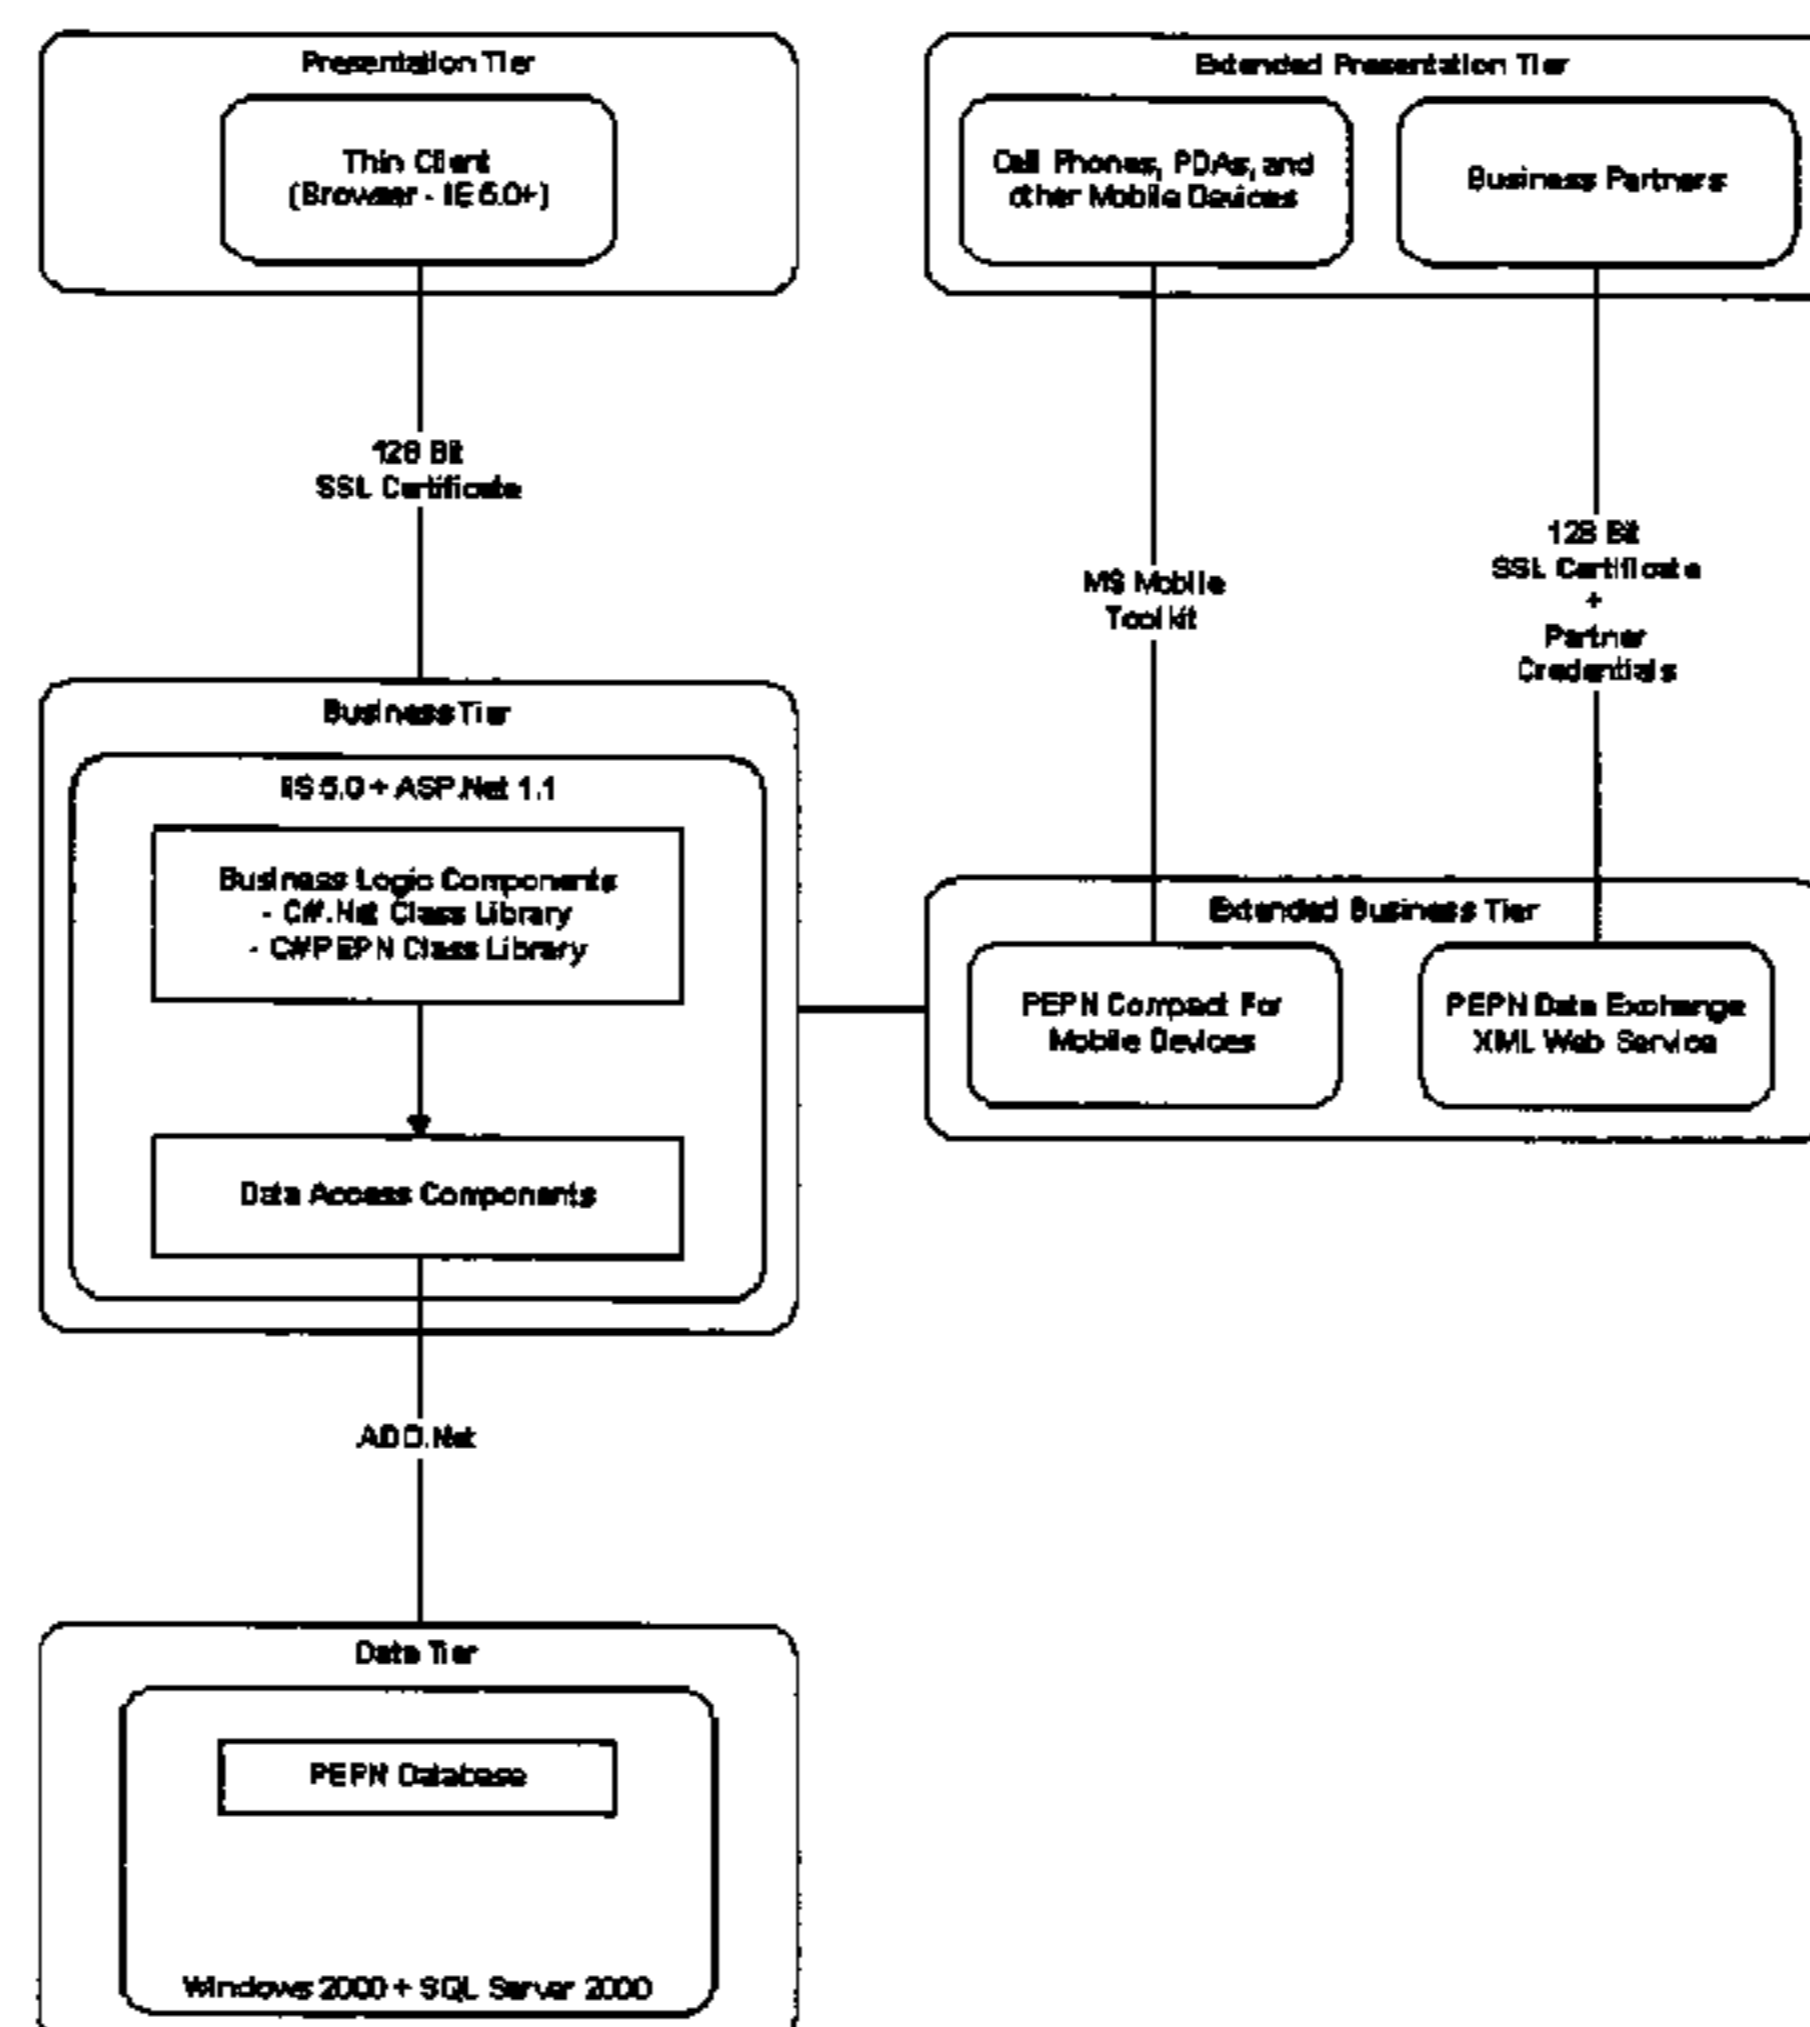 Presentation Tier
Thin Client
(Browser - IE 5.0+)
128 Bit
SSL Certificate
Business Tier
IIS 5.0 + ASP.Net 1.1
Business Logic Components
- C#.Net Class Library
- C# PEPN Class Library
Data Access Components
ADO.Net
Data Tier
PEPN Database
Windows 2000 + SQL Server 2000
Extended Presentation Tier
Cell Phones, PDAs, and
other Mobile Devices
Business Partners
MS Mobile
Toolkit
128 Bit
SSL Certificate
+
Partner
Credentials
Extended Business Tier
PEPN Compact For
Mobile Devices
PEPN Data Exchange
XML Web Service